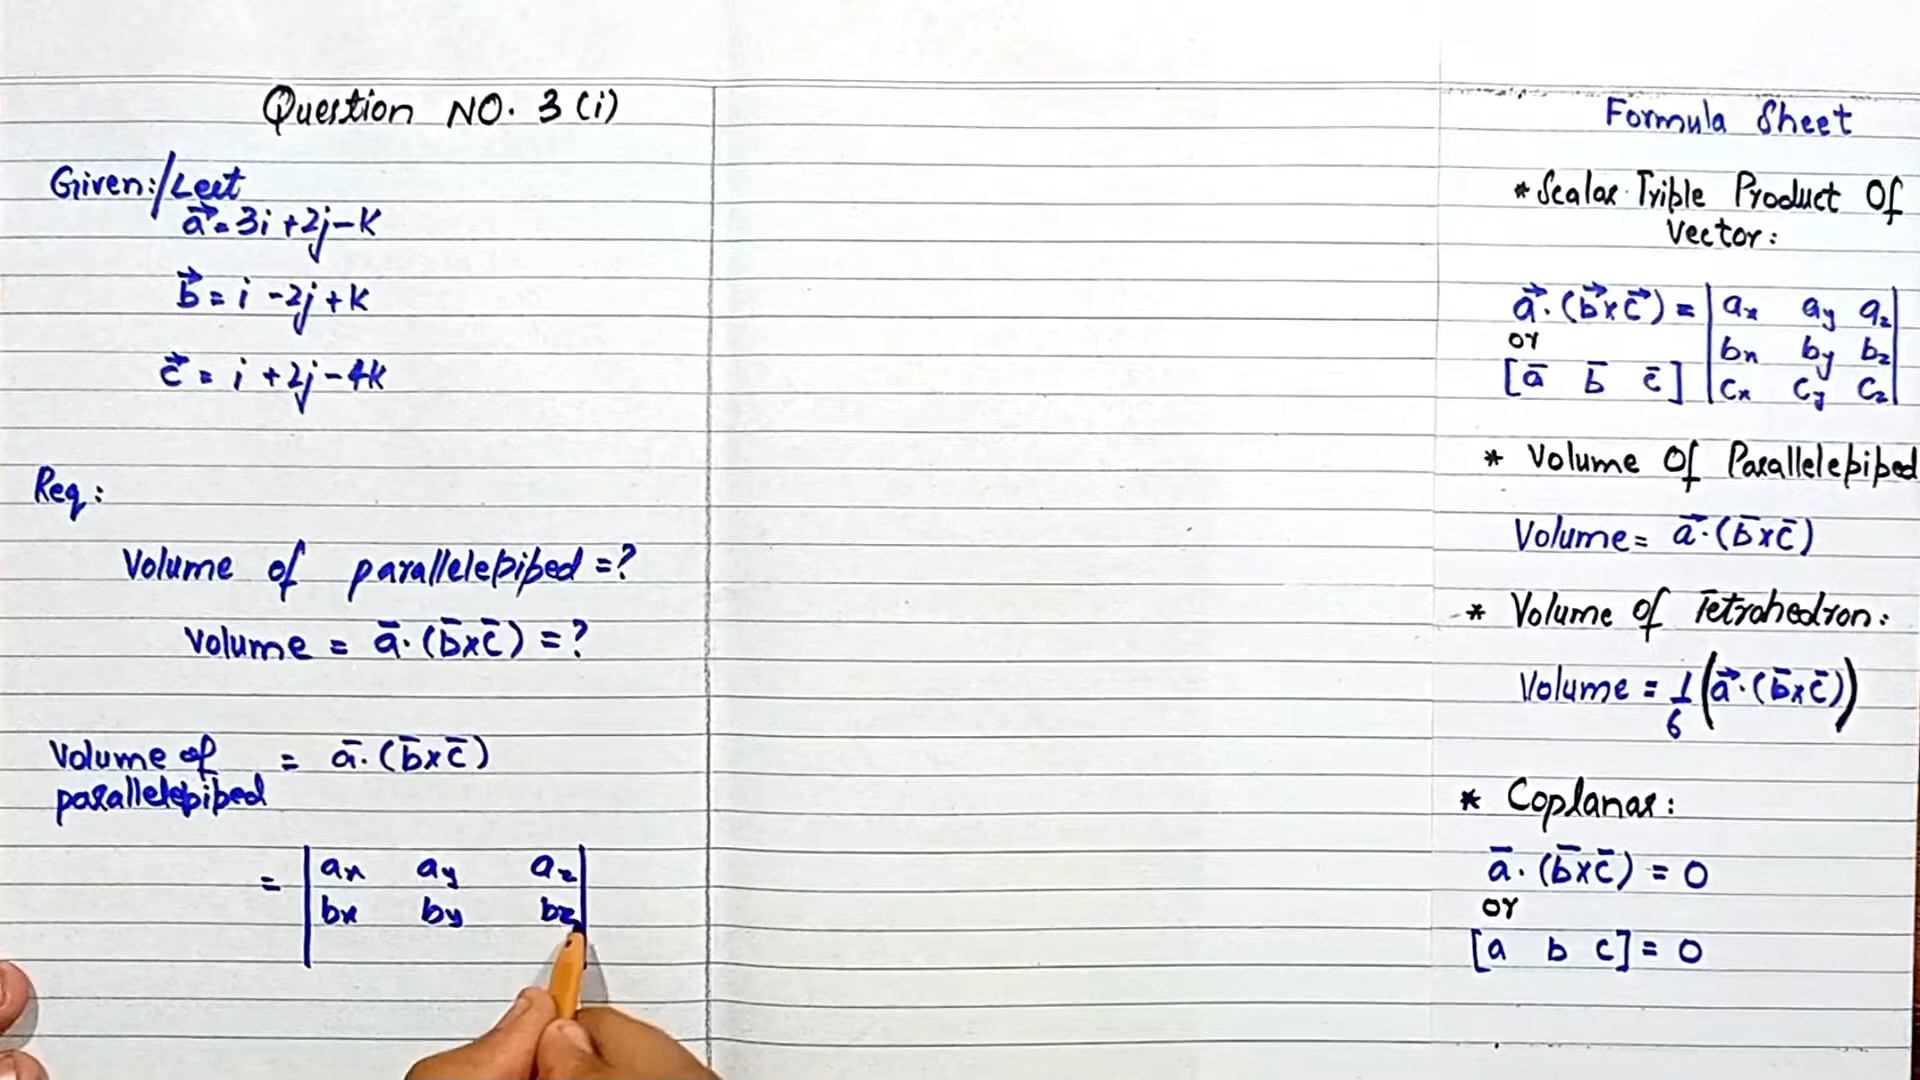 Question NO. 3 (i)
Given:/Leet
a⃗ = 3i + 2j - k
b⃗ = i - 2j + k
c⃗ = i + 2j - 4k
Req:
Volume of parallelepiped = ?
Volume = a̅ . (b̅ x c̅) = ?
Volume of = a̅ . (b̅ x c̅)
parallelepiped
= | ax ay az |
| bx by bz |
Formula Sheet
* Scalar Triple Product Of
Vector:
a⃗ . (b⃗ x c⃗) = | ax ay az |
or
| bx by bz |
[a̅ b̅ c̅] | cx cy cz |
* Volume Of Parallelepiped
Volume = a⃗ . (b̅ x c̅)
* Volume of Tetrohedron:
Volume = 1/6 (a⃗ . (b̅ x c̅))
* Coplanar:
a̅ . (b̅ x c̅) = 0
or
[a b c] = 0